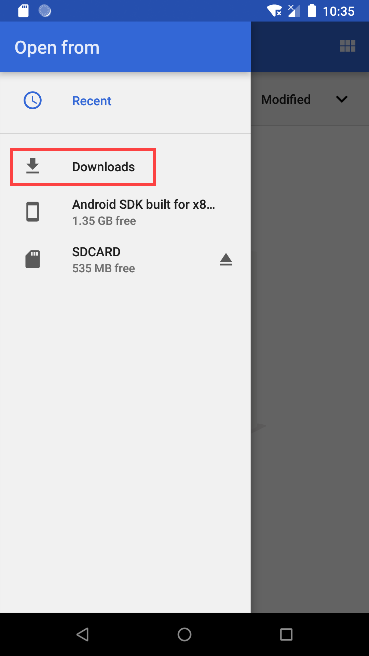 10:35
Open from
Recent
Modified
Downloads
Android SDK built for x8...
1.35 GB free
SDCARD
535 MB free